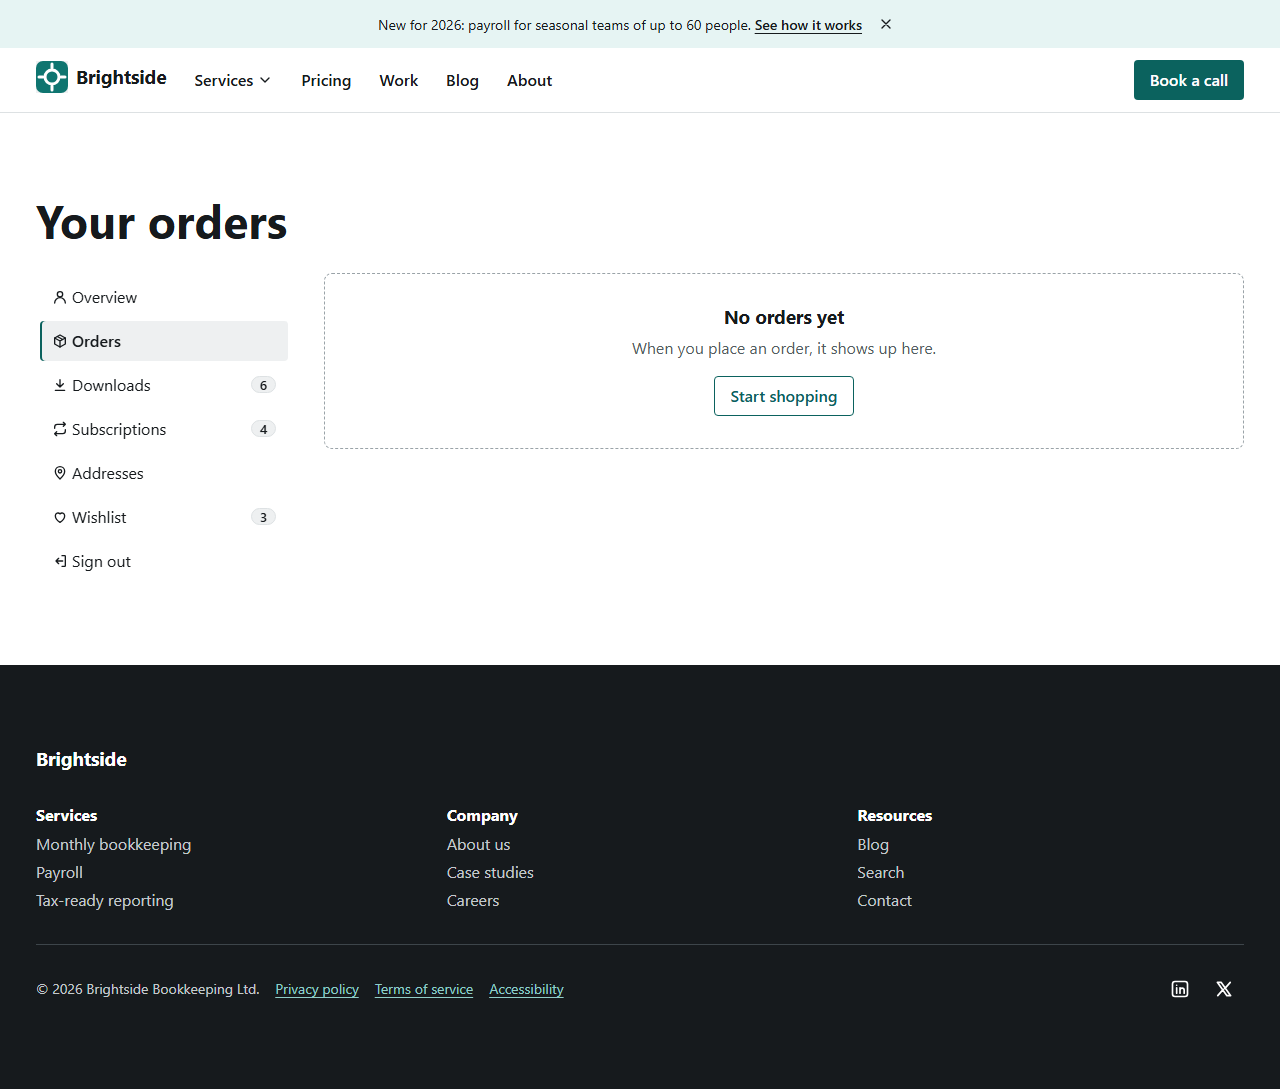 New for 2026: payroll for seasonal teams of up to 60 people. See how it works
Brightside
Services
Pricing
Work
Blog
About
Book a call
Your orders
Overview
Orders
Downloads 6
Subscriptions 4
Addresses
Wishlist 3
Sign out
No orders yet
When you place an order, it shows up here.
Start shopping
Brightside
Services
Monthly bookkeeping
Payroll
Tax-ready reporting
Company
About us
Case studies
Careers
Resources
Blog
Search
Contact
© 2026 Brightside Bookkeeping Ltd. Privacy policy Terms of service Accessibility